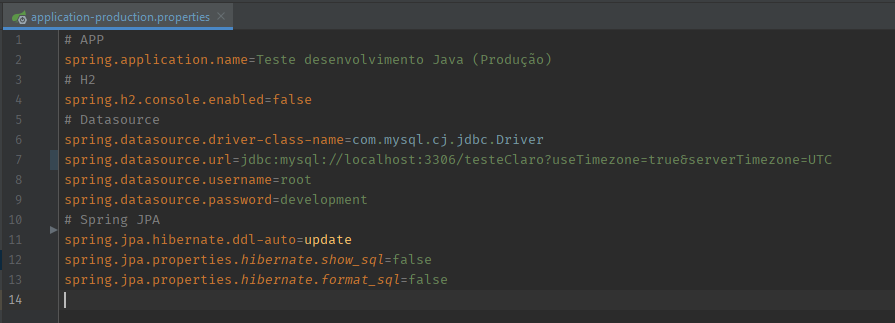 application-production.properties
1 # APP
2 spring.application.name=Teste desenvolvimento Java (Produção)
3 # H2
4 spring.h2.console.enabled=false
5 # Datasource
6 spring.datasource.driver-class-name=com.mysql.cj.jdbc.Driver
7 spring.datasource.url=jdbc:mysql://localhost:3306/testeClaro?useTimezone=true&serverTimezone=UTC
8 spring.datasource.username=root
9 spring.datasource.password=development
10 # Spring JPA
11 spring.jpa.hibernate.ddl-auto=update
12 spring.jpa.properties.hibernate.show_sql=false
13 spring.jpa.properties.hibernate.format_sql=false
14